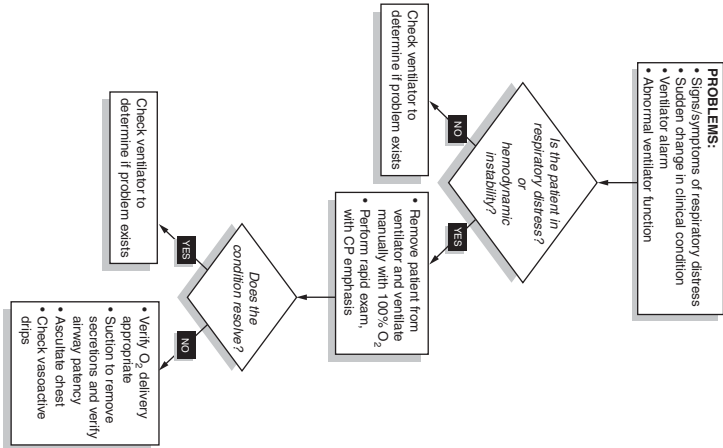 PROBLEMS:
• Signs/symptoms of respiratory distress
• Sudden change in clinical condition
• Ventilator alarm
• Abnormal ventilator function
Is the patient in
respiratory distress?
or
hemodynamic
instability?
NO
YES
Check ventilator to
determine if problem exists
• Remove patient from
ventilator and ventilate
manually with 100% O₂
• Perform rapid exam,
with CP emphasis
Does the
condition resolve?
YES
NO
Check ventilator to
determine if problem exists
• Verify O₂ delivery
appropriate
• Suction to remove
secretions and verify
airway patency
• Ascultate chest
• Check vasoactive
drips